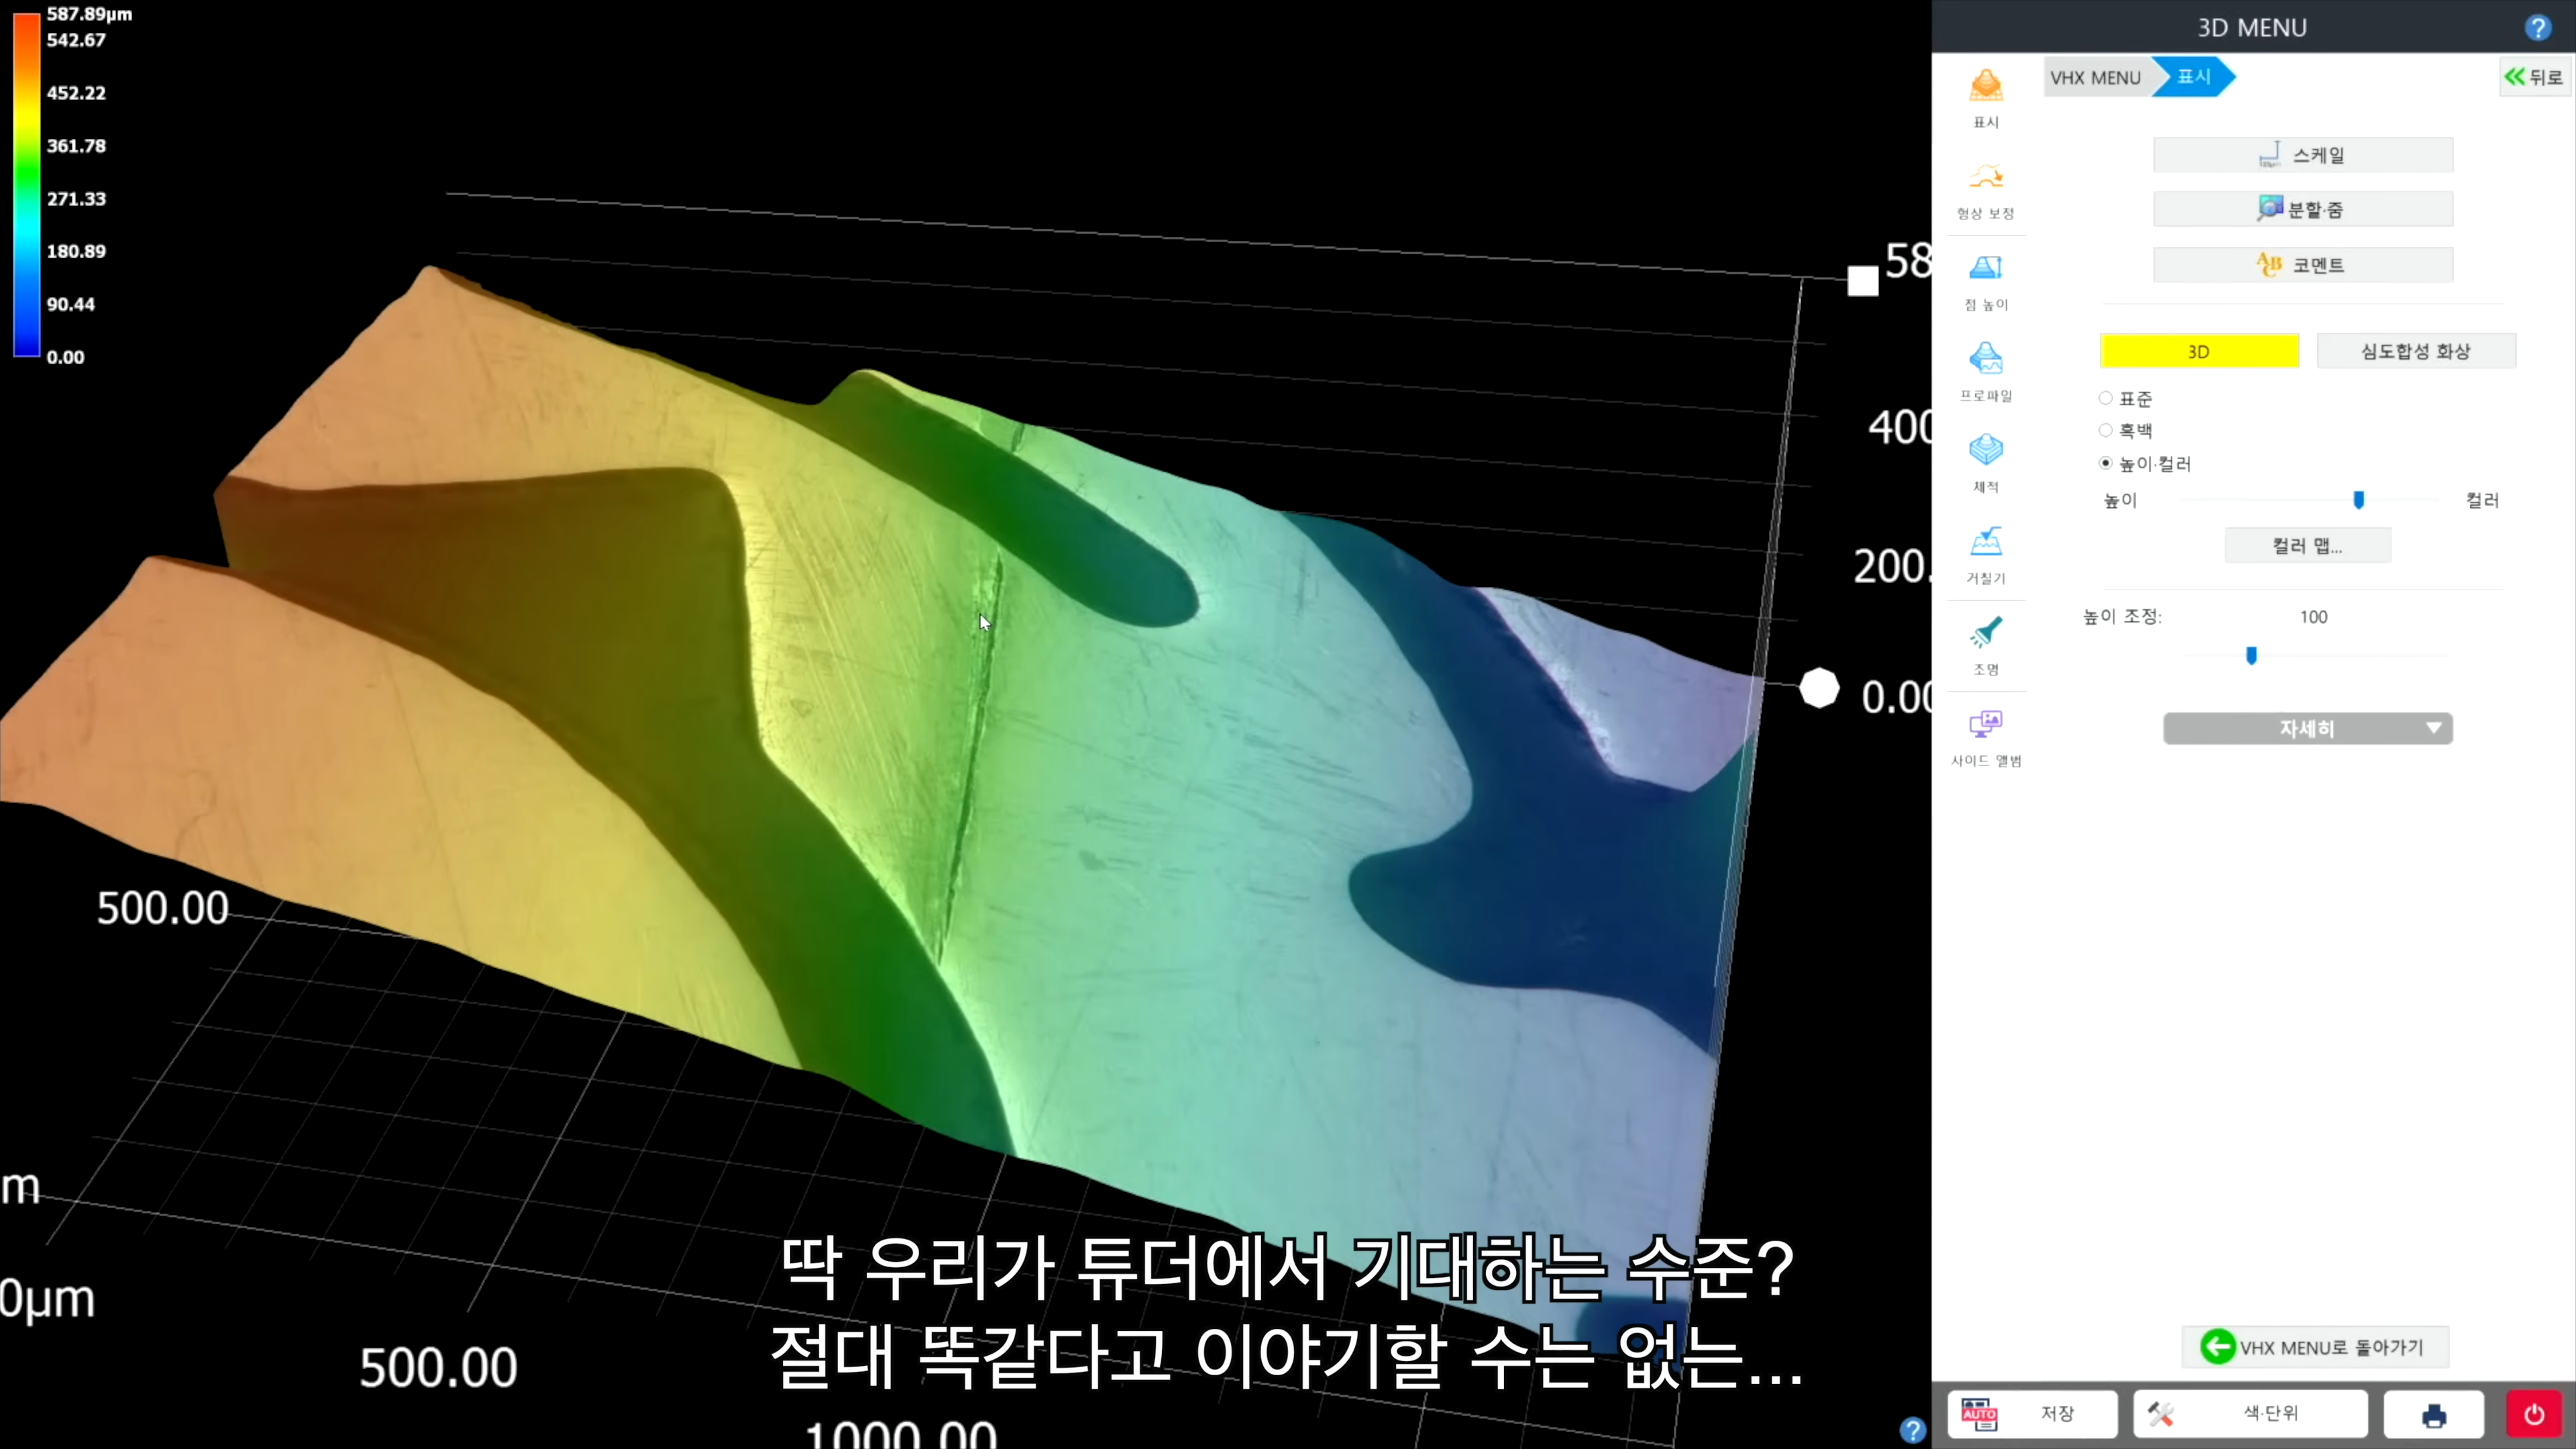 587.89µm
542.67
452.22
361.78
271.33
180.89
90.44
0.00
58
400
200.
0.00
500.00
m
0µm
500.00
1000.00
딱 우리가 튜더에서 기대하는 수준?
절대 똑같다고 이야기할 수는 없는...
3D MENU
?
VHX MENU
표시
뒤로
표시
형상 보정
점 높이
프로파일
체적
거칠기
조명
사이드 앨범
스케일
분할·줌
ABC 코멘트
3D
심도합성 화상
표준
흑백
높이·컬러
높이
컬러
컬러 맵...
높이 조정:
100
자세히
VHX MENU로 돌아가기
?
AUTO
저장
색·단위